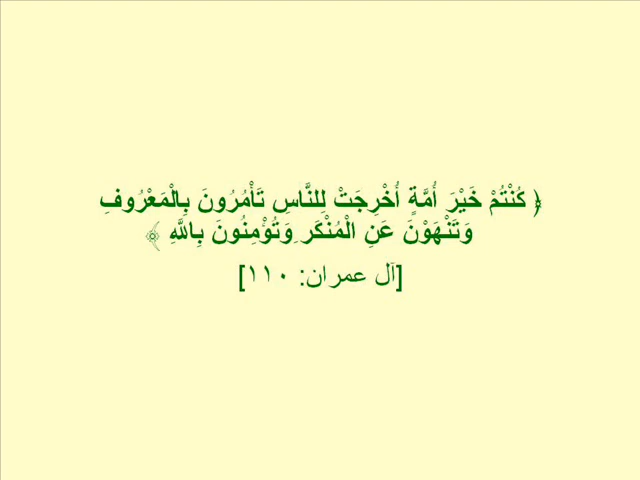 ﴿ كُنْتُمْ خَيْرَ أُمَّةٍ أُخْرِجَتْ لِلنَّاسِ تَأْمُرُونَ بِالْمَعْرُوفِ
وَتَنْهَوْنَ عَنِ الْمُنْكَرِ وَتُؤْمِنُونَ بِاللَّهِ ﴾
[آل عمران: ١١٠]